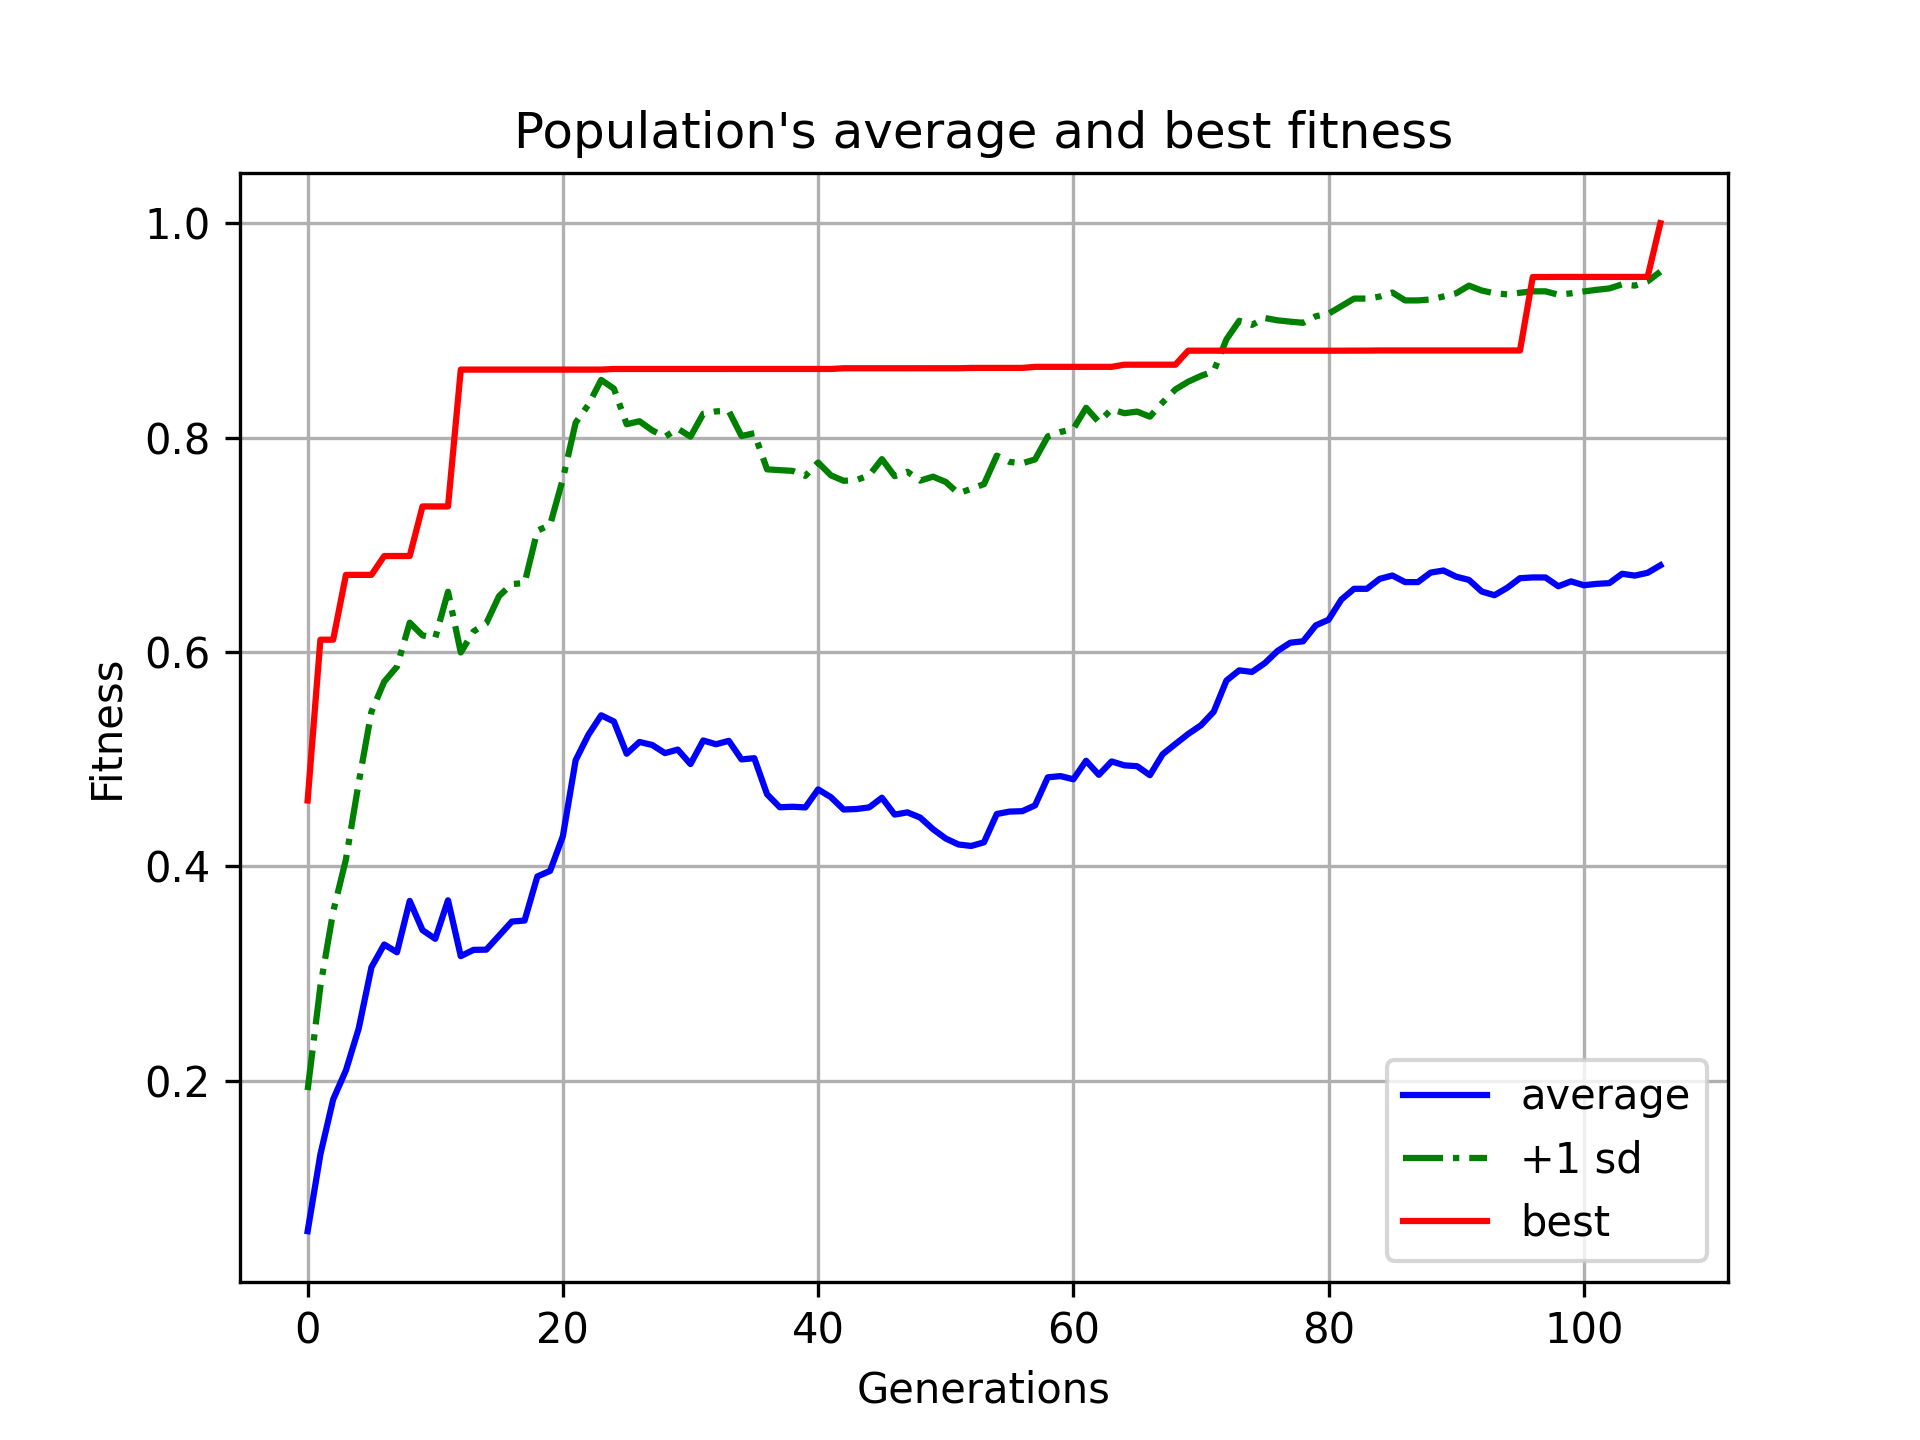 Population's average and best fitness
Fitness
1.0
0.8
0.6
0.4
0.2
average
+1 sd
best
0 20 40 60 80 100
Generations